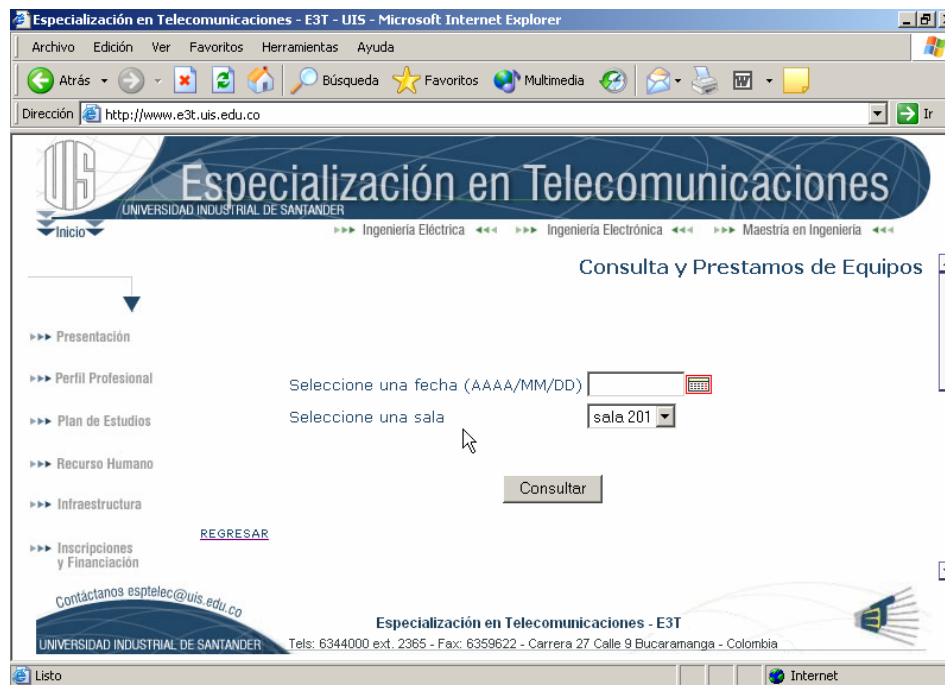 Especialización en Telecomunicaciones - E3T - UIS - Microsoft Internet Explorer
Archivo Edición Ver Favoritos Herramientas Ayuda
Atrás Búsqueda Favoritos Multimedia
Dirección http://www.e3t.uis.edu.co Ir
UIS Especialización en Telecomunicaciones
UNIVERSIDAD INDUSTRIAL DE SANTANDER
Inicio Ingeniería Eléctrica Ingeniería Electrónica Maestría en Ingeniería
Consulta y Prestamos de Equipos
Presentación
Perfil Profesional
Plan de Estudios
Recurso Humano
Infraestructura
Inscripciones
y Financiación
Seleccione una fecha (AAAA/MM/DD)
Seleccione una sala sala 201
Consultar
REGRESAR
Contáctanos esptelec@uis.edu.co
UNIVERSIDAD INDUSTRIAL DE SANTANDER
Especialización en Telecomunicaciones - E3T
Tels: 6344000 ext. 2365 - Fax: 6359622 - Carrera 27 Calle 9 Bucaramanga - Colombia
Listo Internet